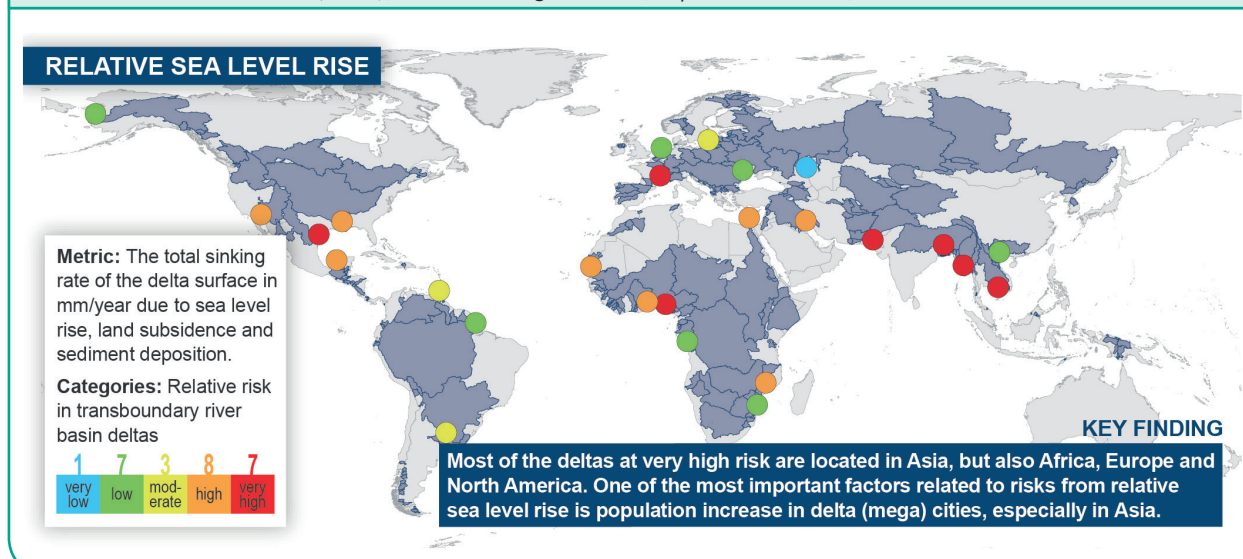 RELATIVE SEA LEVEL RISE
Metric: The total sinking
rate of the delta surface in
mm/year due to sea level
rise, land subsidence and
sediment deposition.
Categories: Relative risk
in transboundary river
basin deltas
1 7 3 8 7
very low low mod-erate high very high
KEY FINDING
Most of the deltas at very high risk are located in Asia, but also Africa, Europe and
North America. One of the most important factors related to risks from relative
sea level rise is population increase in delta (mega) cities, especially in Asia.